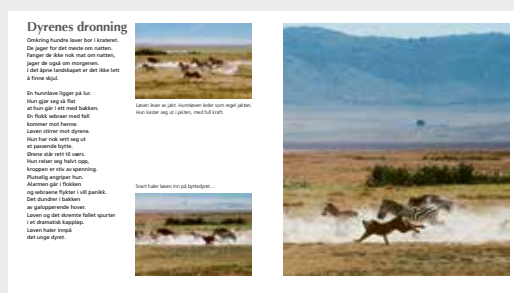 Dyrenes dronning
Omkring hundre løver bor i krateret.
De jager for det meste om natten.
Fanger de ikke nok mat om natten,
jager de også om morgenen.
I det åpne landskapet er det ikke lett
å finne skjul.
En hunnløve ligger på lur.
Hun gjør seg så flat
at hun går i ett med bakken.
En flokk sebraer med føll
kommer mot henne.
Løven stirrer mot dyrene.
Hun har nok sett seg ut
et passende bytte.
Ørene står rett til værs.
Hun reiser seg halvt opp,
kroppen er stiv av spenning.
Plutselig angriper hun.
Alarmen går i flokken
og sebraene flykter i vill panikk.
Det dundrer i bakken
av galopperende hover.
Løven og det skremte føllet spurter
i et dramatisk kappløp.
Løven haler innpå
det unge dyret.
Løven lever av jakt. Hunnløven leder som regel jakten.
Hun kaster seg ut i jakten, med full kraft.
Snart haler løven inn på byttedyret...